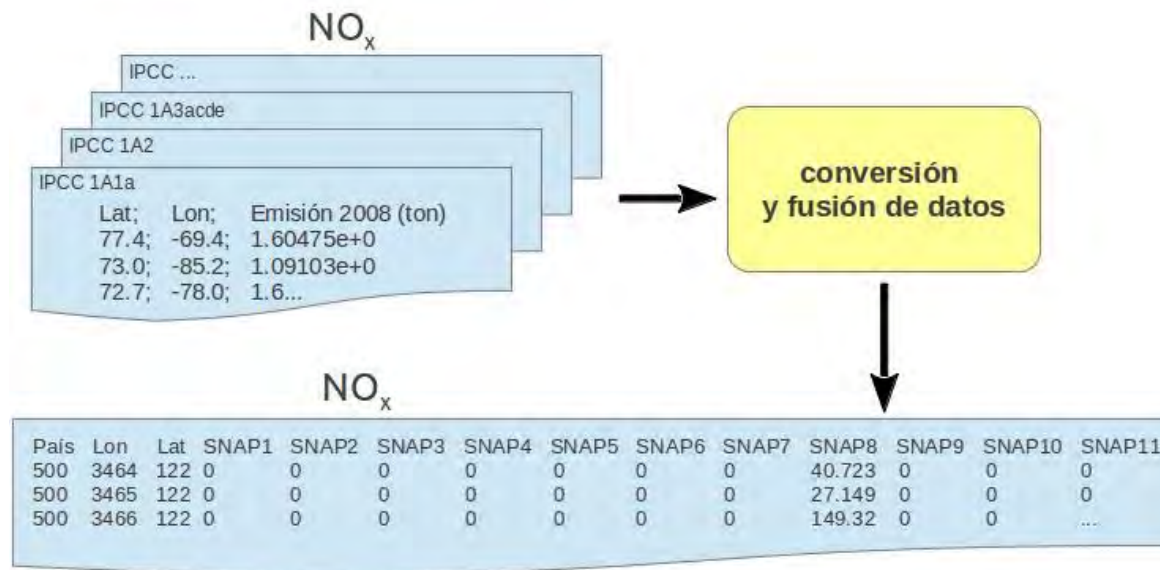 NOx
IPCC ...
IPCC 1A3acde
IPCC 1A2
IPCC 1A1a
Lat; Lon; Emisión 2008 (ton)
77.4; -69.4; 1.60475e+0
73.0; -85.2; 1.09103e+0
72.7; -78.0; 1.6...
conversión
y fusión de datos
NOx
País Lon Lat SNAP1 SNAP2 SNAP3 SNAP4 SNAP5 SNAP6 SNAP7 SNAP8 SNAP9 SNAP10 SNAP11
500 3464 122 0 0 0 0 0 0 0 40.723 0 0 0
500 3465 122 0 0 0 0 0 0 0 27.149 0 0 0
500 3466 122 0 0 0 0 0 0 0 149.32 0 0 ...